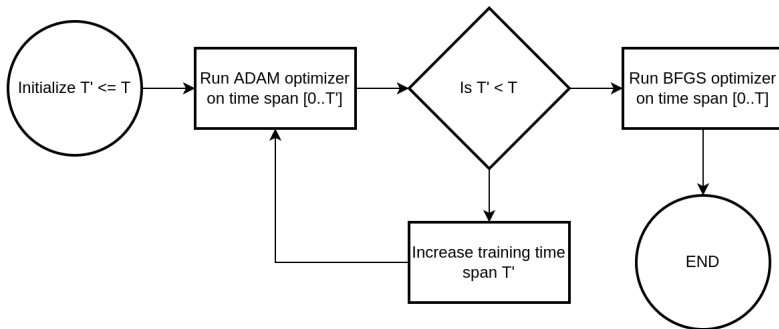 Initialize T' <= T
Run ADAM optimizer
on time span [0..T']
Is T' < T
Run BFGS optimizer
on time span [0..T]
Increase training time
span T'
END